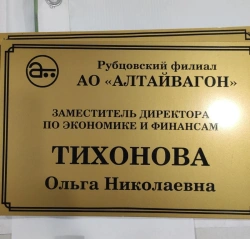 Рубцовский филиал
АО «АЛТАЙВАГОН»
ЗАМЕСТИТЕЛЬ ДИРЕКТОРА
ПО ЭКОНОМИКЕ И ФИНАНСАМ
ТИХОНОВА
Ольга Николаевна